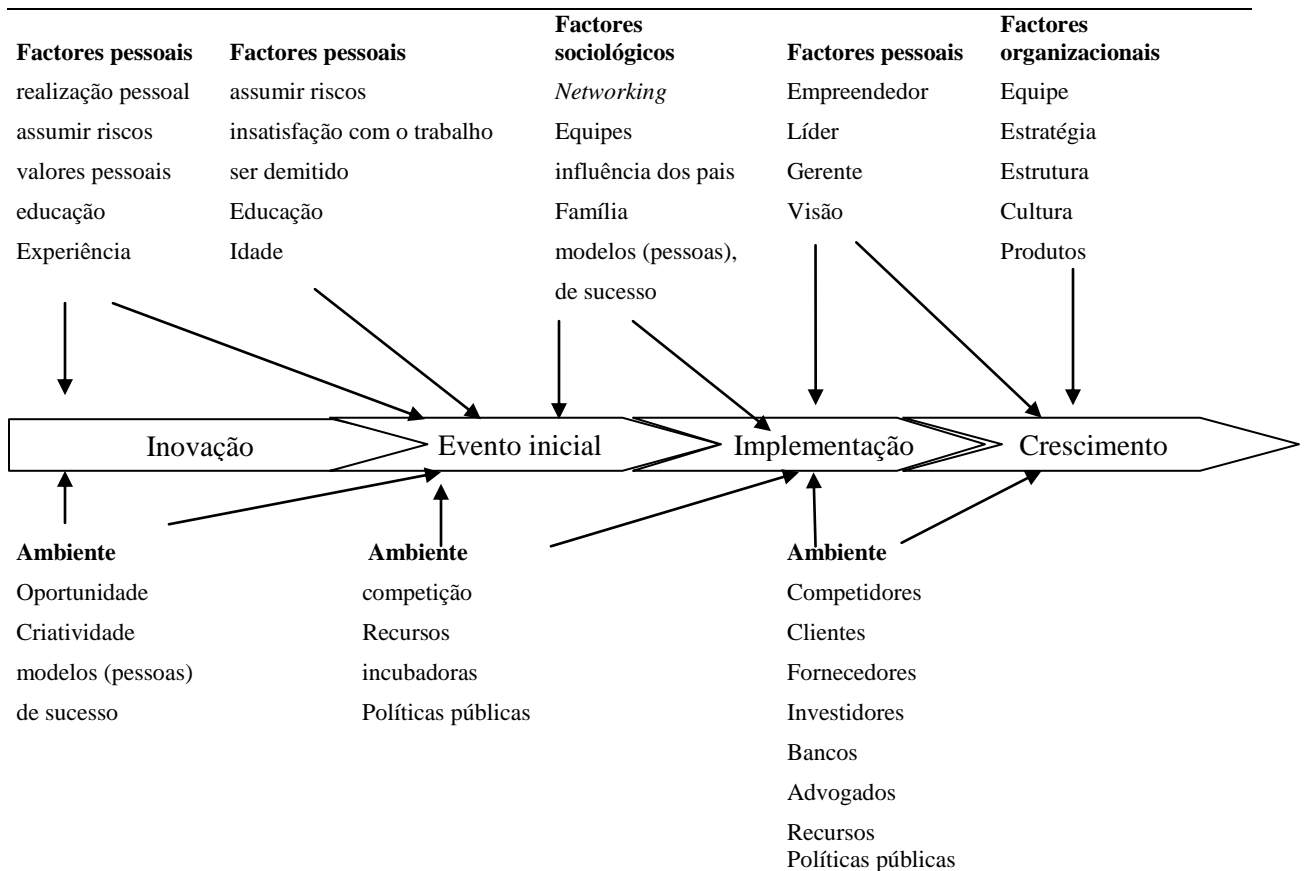 Factores pessoais
realização pessoal
assumir riscos
valores pessoais
educação
Experiência
Factores pessoais
assumir riscos
insatisfação com o trabalho
ser demitido
Educação
Idade
Factores
sociológicos
Networking
Equipes
influência dos pais
Família
modelos (pessoas),
de sucesso
Factores pessoais
Empreendedor
Líder
Gerente
Visão
Factores
organizacionais
Equipe
Estratégia
Estrutura
Cultura
Produtos
Inovação
Evento inicial
Implementação
Crescimento
Ambiente
Oportunidade
Criatividade
modelos (pessoas)
de sucesso
Ambiente
competição
Recursos
incubadoras
Políticas públicas
Ambiente
Competidores
Clientes
Fornecedores
Investidores
Bancos
Advogados
Recursos
Políticas públicas